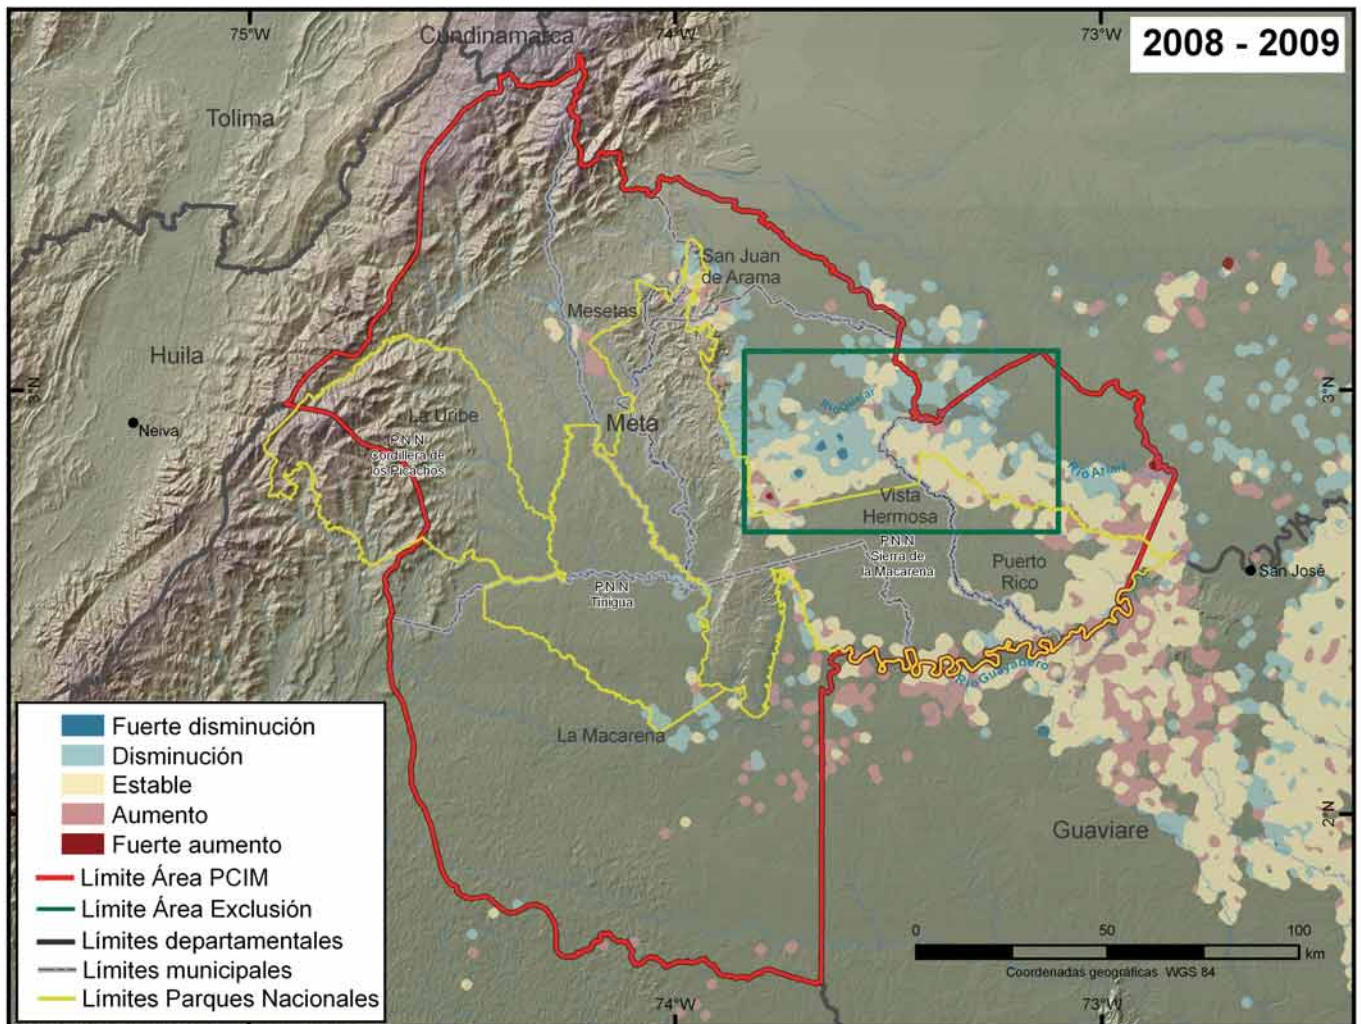 75°W
74°W
73°W
2008 - 2009
Cundinamarca
Tolima
San Juan
de Arama
Mesetas
Huila
3°N
3°N
Neiva
La Uribe
Meta
P.N.N
Cordillera de
los Picachos
Río Ariari
Vista
Hermosa
P.N.N
Sierra de
la Macarena
Puerto
Rico
San José
P.N.N
Tinigua
Río Guayabero
La Macarena
Guaviare
2°N
Fuerte disminución
Disminución
Estable
Aumento
Fuerte aumento
Límite Área PCIM
Límite Área Exclusión
Límites departamentales
Límites municipales
Límites Parques Nacionales
0 50 100
km
Coordenadas geográficas WGS 84
74°W
73°W